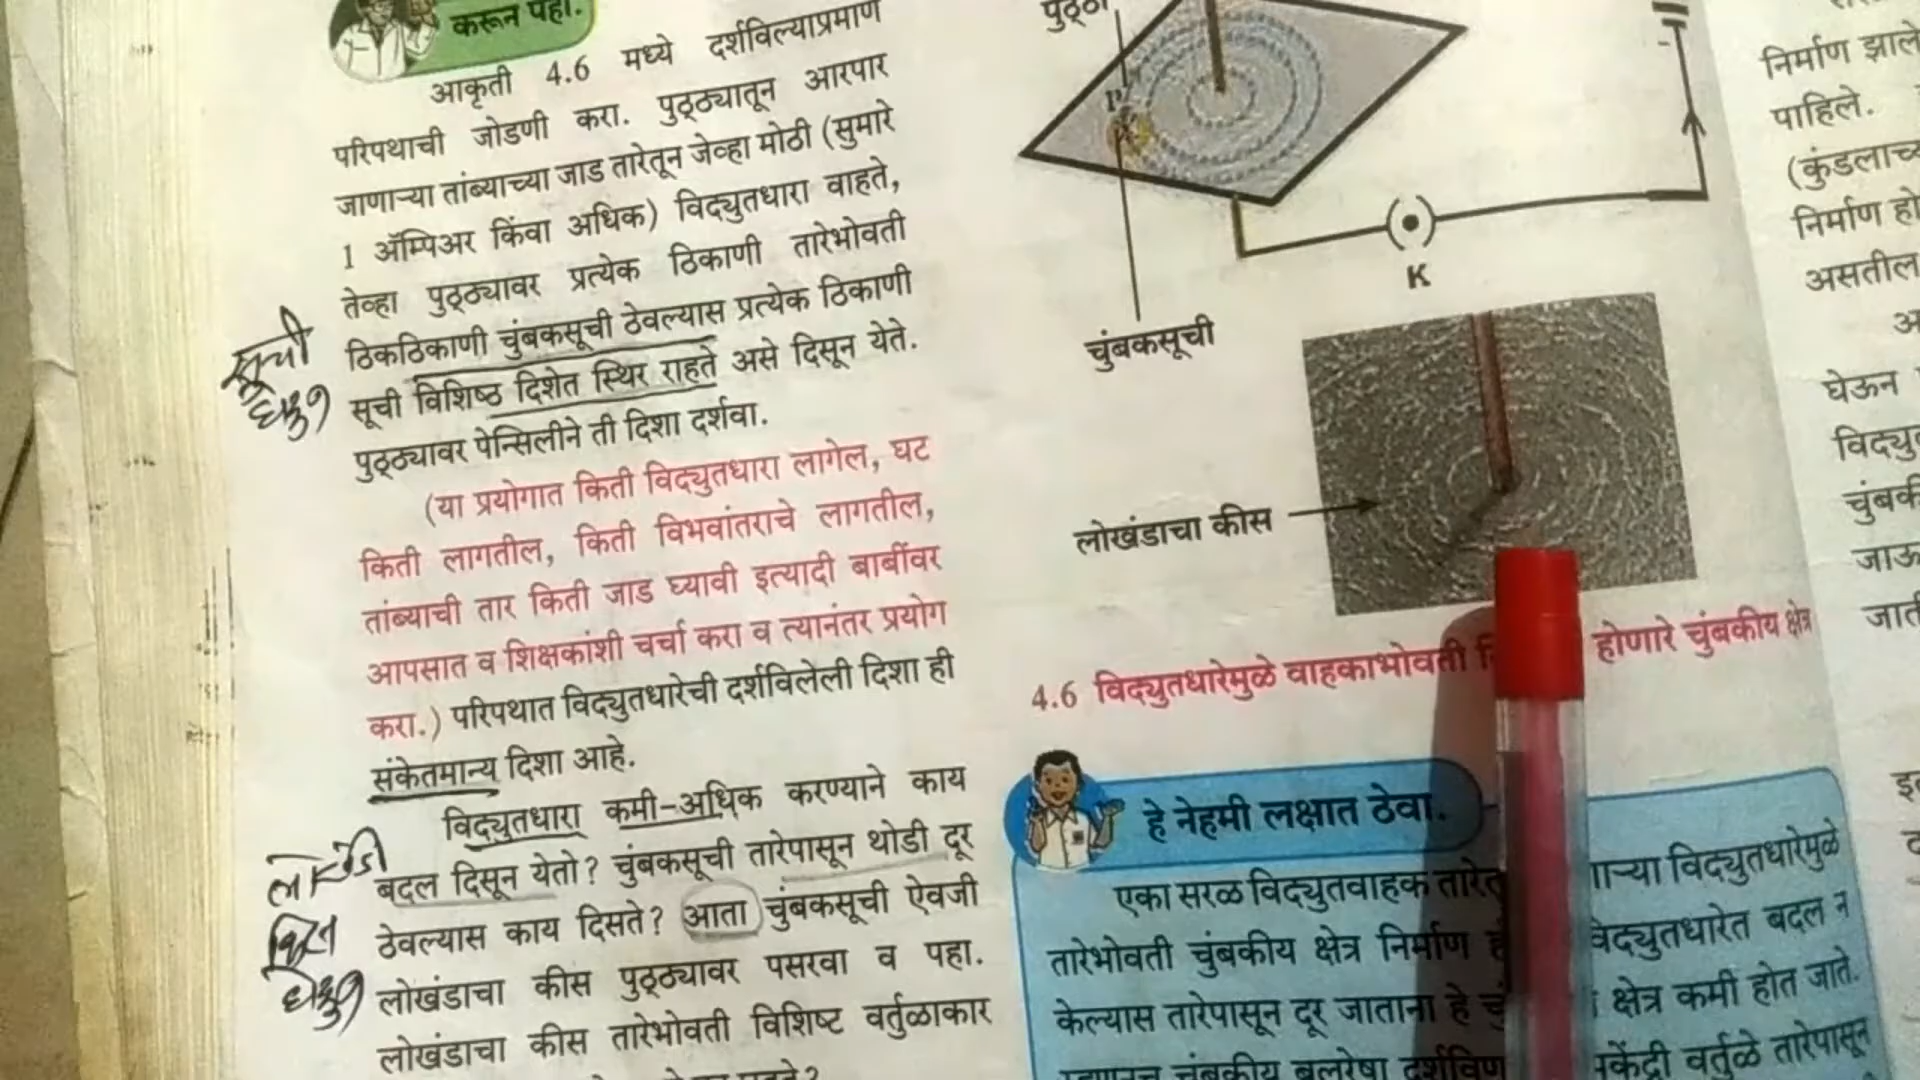 करून पहा.
आकृती 4.6 मध्ये दर्शविल्याप्रमाणे
परिपथाची जोडणी करा. पुठ्ठ्यातून आरपार
जाणाऱ्या तांब्याच्या जाड तारेतून जेव्हा मोठी (सुमारे
1 ॲम्पिअर किंवा अधिक) विद्युतधारा वाहते,
तेव्हा पुठ्ठ्यावर प्रत्येक ठिकाणी तारेभोवती
ठिकठिकाणी चुंबकसूची ठेवल्यास प्रत्येक ठिकाणी
सूची विशिष्ठ दिशेत स्थिर राहते असे दिसून येते.
पुठ्ठ्यावर पेन्सिलीने ती दिशा दर्शवा.
(या प्रयोगात किती विद्युतधारा लागेल, घट
किती लागतील, किती विभवांतराचे लागतील,
तांब्याची तार किती जाड घ्यावी इत्यादी बाबींवर
आपसात व शिक्षकांशी चर्चा करा व त्यानंतर प्रयोग
करा.) परिपथात विद्युतधारेची दर्शविलेली दिशा ही
संकेतमान्य दिशा आहे.
विद्युतधारा कमी-अधिक करण्याने काय
बदल दिसून येतो? चुंबकसूची तारेपासून थोडी दूर
ठेवल्यास काय दिसते? आता चुंबकसूची ऐवजी
लोखंडाचा कीस पुठ्ठ्यावर पसरवा व पहा.
लोखंडाचा कीस तारेभोवती विशिष्ट वर्तुळाकार
सूची
पुठ्ठा
P
K
चुंबकसूची
लोखंडाचा कीस
4.6 विद्युतधारेमुळे वाहकाभोवती होणारे चुंबकीय क्षेत्र
हे नेहमी लक्षात ठेवा.
एका सरळ विद्युतवाहक विद्युतधारेमुळे
तारेभोवती चुंबकीय क्षेत्र निर्माण विद्युतधारेत बदल न
केल्यास तारेपासून दूर जाताना हे क्षेत्र कमी होत जाते.
चुंबकीय बलरेषा वर्तुळे तारेपासून
निर्माण झाले
पाहिले.
निर्माण
असतील
घेऊन